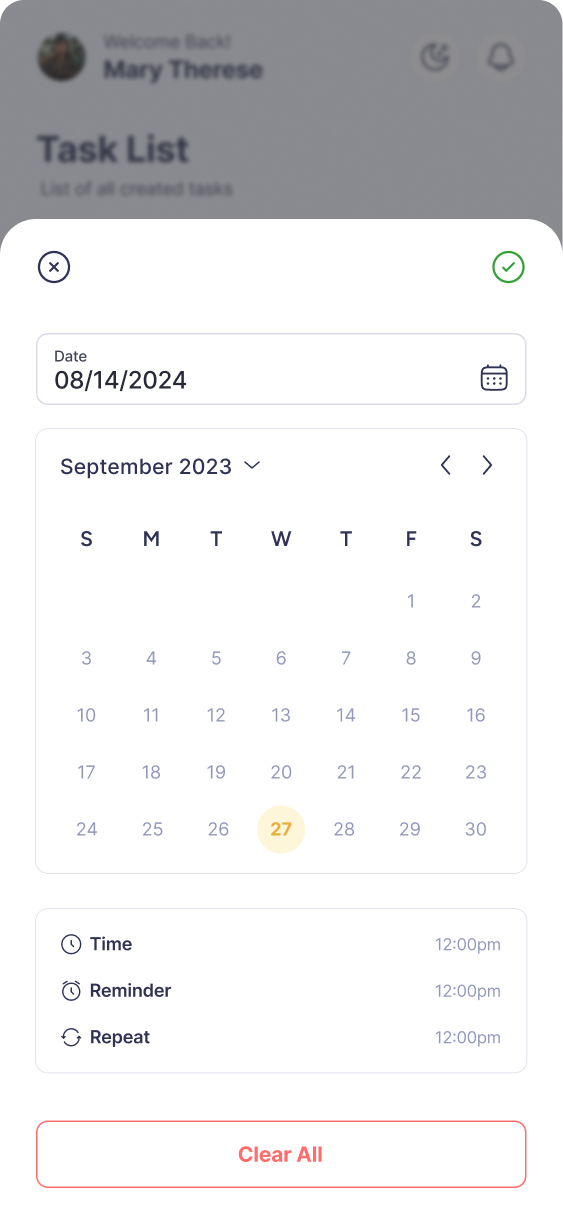 Welcome Back!
Mary Therese
Task List
List of all created tasks
Date
08/14/2024
September 2023
S M T W T F S
1 2
3 4 5 6 7 8 9
10 11 12 13 14 15 16
17 18 19 20 21 22 23
24 25 26 27 28 29 30
Time 12:00pm
Reminder 12:00pm
Repeat 12:00pm
Clear All